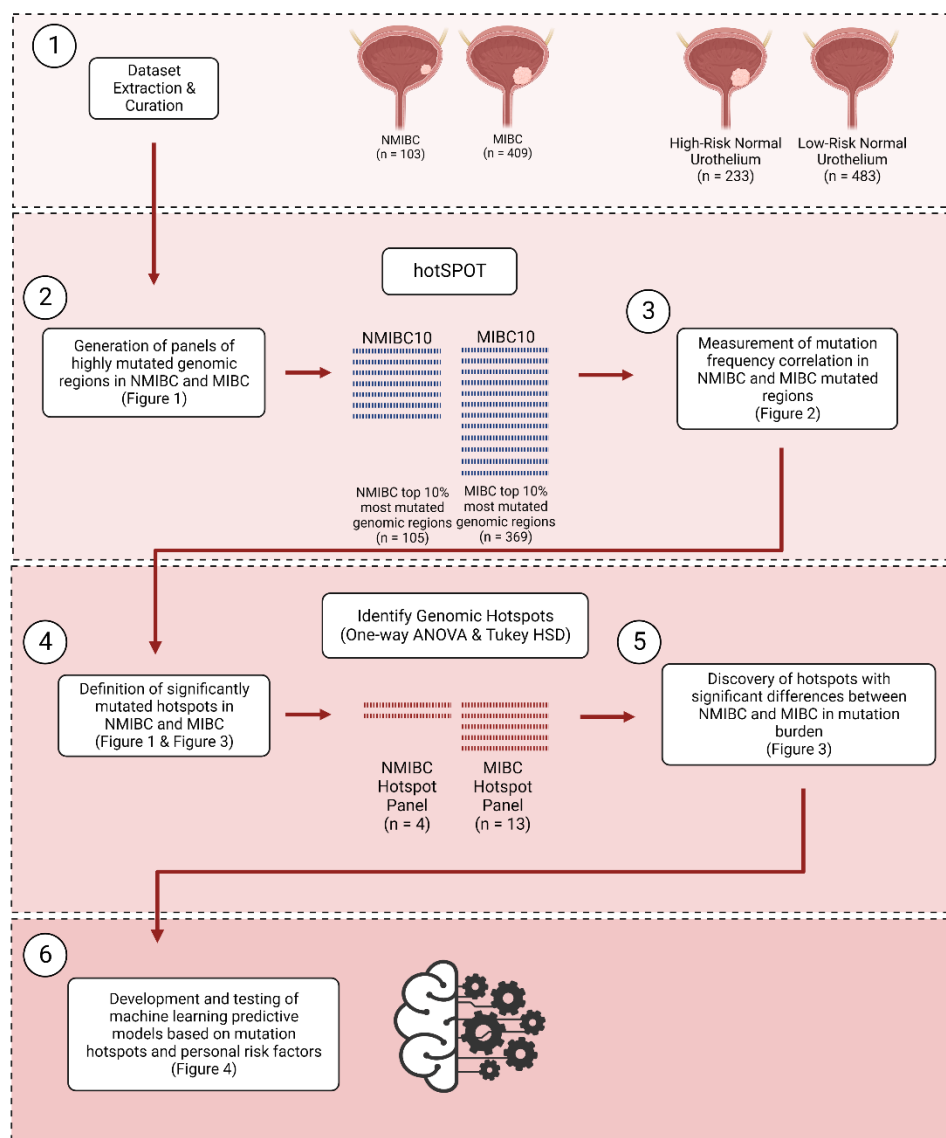 1
Dataset
Extraction &
Curation
NMIBC
(n = 103)
MIBC
(n = 409)
High-Risk Normal
Urothelium
(n = 233)
Low-Risk Normal
Urothelium
(n = 483)
hotSPOT
2
Generation of panels of
highly mutated genomic
regions in NMIBC and MIBC
(Figure 1)
NMIBC10
NMIBC top 10%
most mutated
genomic regions
(n = 105)
MIBC10
MIBC top 10%
most mutated
genomic regions
(n = 369)
3
Measurement of mutation
frequency correlation in
NMIBC and MIBC mutated
regions
(Figure 2)
Identify Genomic Hotspots
(One-way ANOVA & Tukey HSD)
4
Definition of significantly
mutated hotspots in
NMIBC and MIBC
(Figure 1 & Figure 3)
NMIBC
Hotspot
Panel
(n = 4)
MIBC
Hotspot
Panel
(n = 13)
5
Discovery of hotspots with
significant differences between
NMIBC and MIBC in mutation
burden
(Figure 3)
6
Development and testing of
machine learning predictive
models based on mutation
hotspots and personal risk factors
(Figure 4)